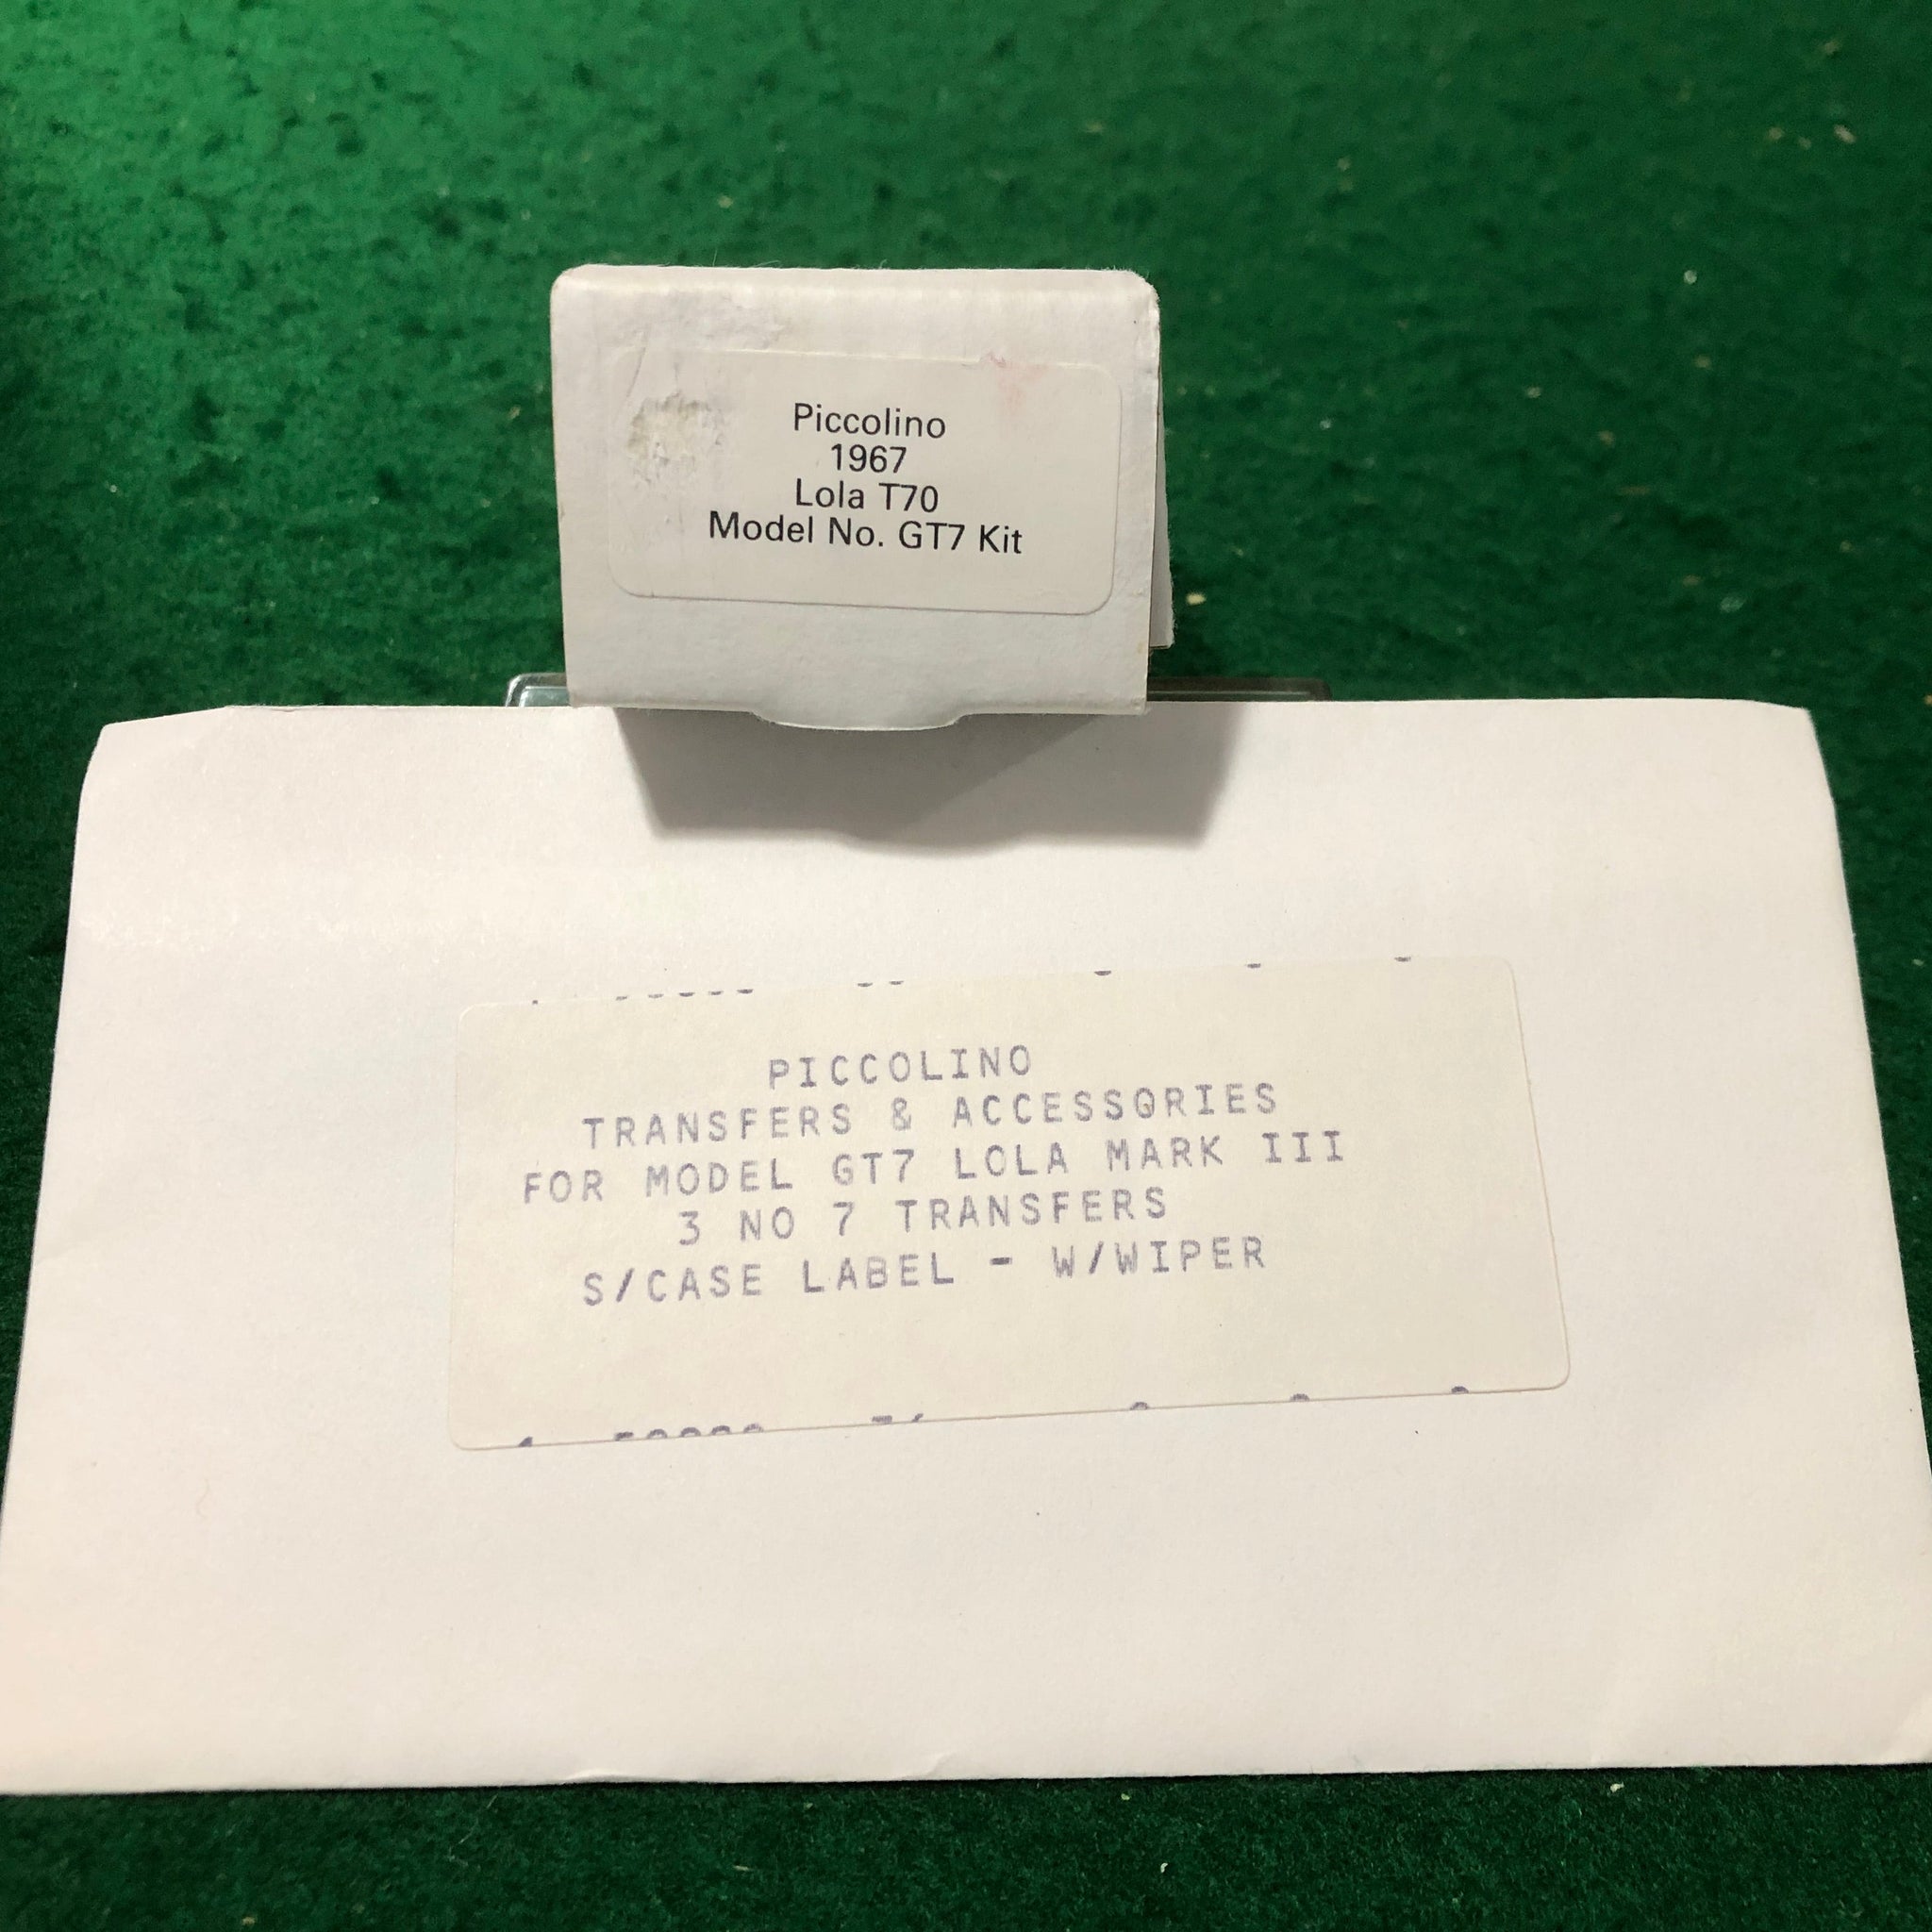 Piccolino
1967
Lola T70
Model No. GT7 Kit
PICCOLINO
TRANSFERS & ACCESSORIES
FOR MODEL GT7 LOLA MARK III
3 NO 7 TRANSFERS
S/CASE LABEL - W/WIPER